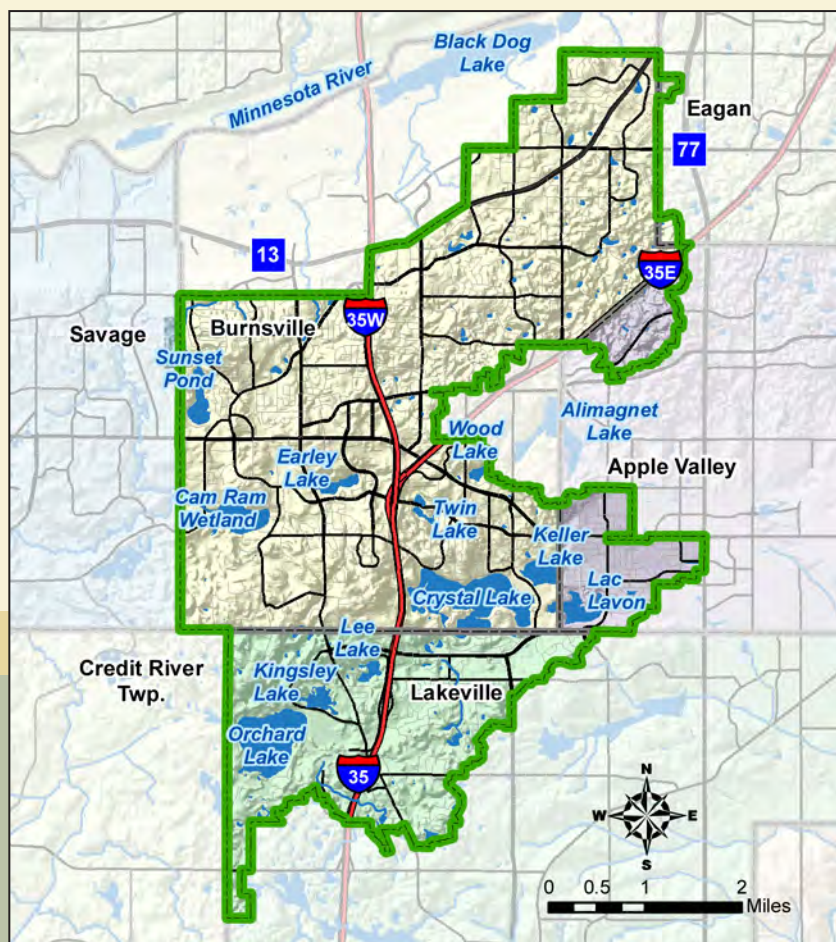 Black Dog
Lake
Minnesota River
Eagan
77
13
35E
35W
Savage
Burnsville
Sunset
Pond
Alimagnet
Lake
Wood
Lake
Earley
Lake
Apple Valley
Cam Ram
Wetland
Twin
Lake
Keller
Lake
Crystal Lake
Lac
Lavon
Lee
Lake
Credit River
Twp.
Kingsley
Lake
Lakeville
Orchard
Lake
35
N
W E
S
0 0.5 1 2
Miles